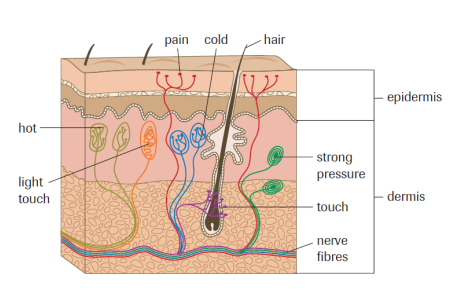 pain cold hair
epidermis
hot
strong
pressure
light
touch
touch
dermis
nerve
fibres